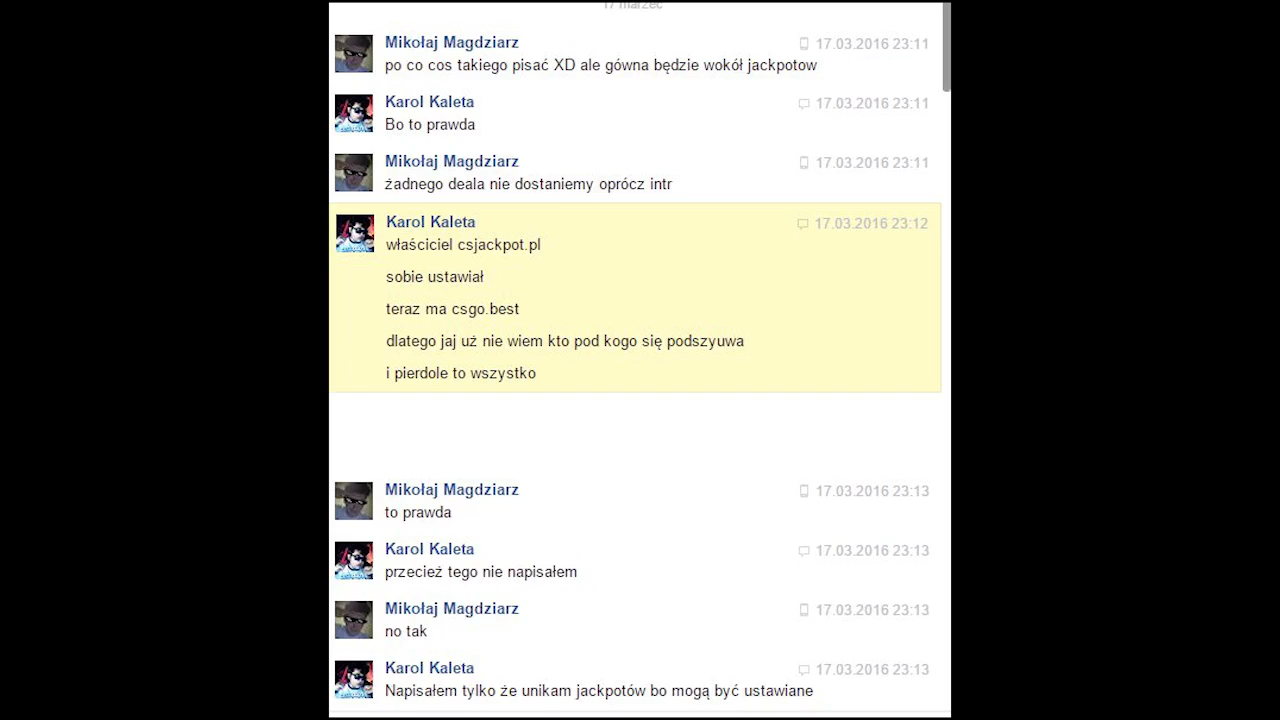 17 marzec
Mikołaj Magdziarz 17.03.2016 23:11
po co cos takiego pisać XD ale gówna będzie wokół jackpotow
Karol Kaleta 17.03.2016 23:11
Bo to prawda
Mikołaj Magdziarz 17.03.2016 23:11
żadnego deala nie dostaniemy oprócz intr
Karol Kaleta 17.03.2016 23:12
właściciel csjackpot.pl
sobie ustawiał
teraz ma csgo.best
dlatego jaj uż nie wiem kto pod kogo się podszyuwa
i pierdole to wszystko
Mikołaj Magdziarz 17.03.2016 23:13
to prawda
Karol Kaleta 17.03.2016 23:13
przecież tego nie napisałem
Mikołaj Magdziarz 17.03.2016 23:13
no tak
Karol Kaleta 17.03.2016 23:13
Napisałem tylko że unikam jackpotów bo mogą być ustawiane